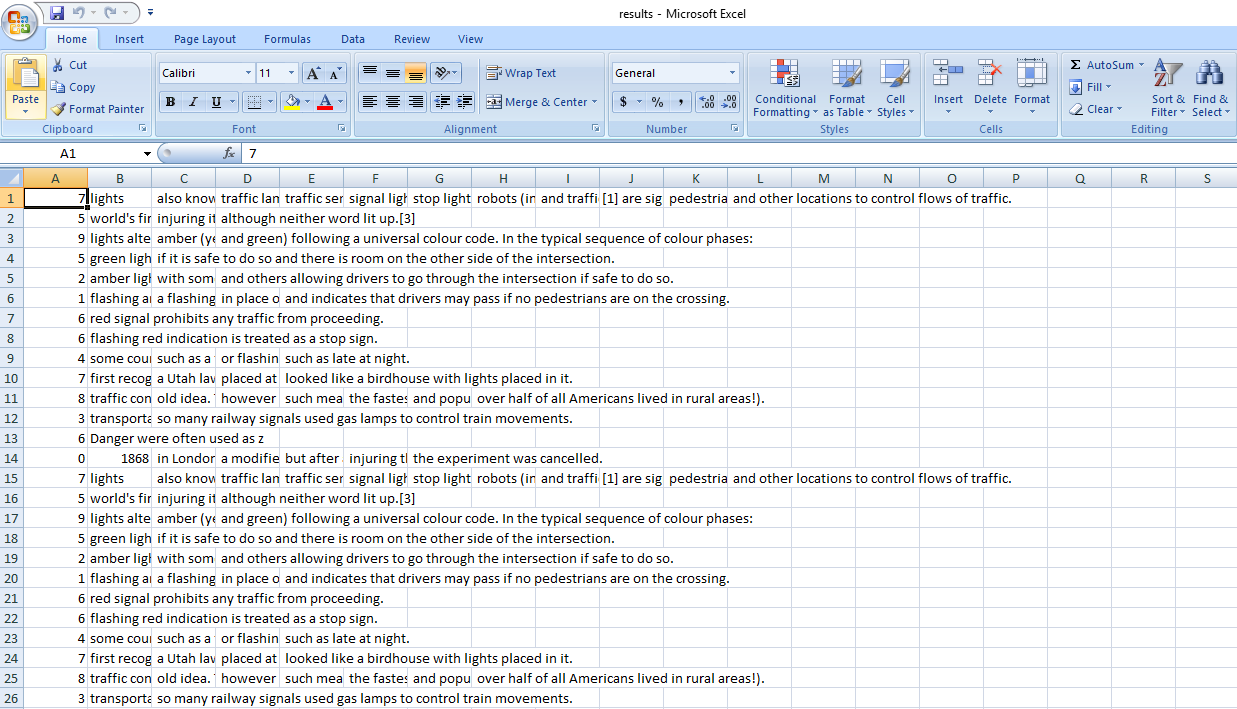 results - Microsoft Excel
Home Insert Page Layout Formulas Data Review View
Cut
Copy
Format Painter
Paste
Clipboard
Calibri 11 A A
B I U A
Font
Wrap Text
Merge & Center
Alignment
General
$ % , .0 .00 .00 .0
Number
Conditional Formatting
Format as Table
Cell Styles
Styles
Insert Delete Format
Cells
Σ AutoSum
Fill
Clear
Sort & Filter
Find & Select
Editing
A1 fx 7
A B C D E F G H I J K L M N O P Q R S
1 7 lights also know traffic lan traffic ser signal ligh stop light robots (in and traffi [1] are sig pedestria and other locations to control flows of traffic.
2 5 world's fir injuring it although neither word lit up.[3]
3 9 lights alte amber (ye and green) following a universal colour code. In the typical sequence of colour phases:
4 5 green ligh if it is safe to do so and there is room on the other side of the intersection.
5 2 amber ligh with som and others allowing drivers to go through the intersection if safe to do so.
6 1 flashing a a flashing in place o and indicates that drivers may pass if no pedestrians are on the crossing.
7 6 red signal prohibits any traffic from proceeding.
8 6 flashing red indication is treated as a stop sign.
9 4 some cou such as a or flashin such as late at night.
10 7 first recog a Utah law placed at looked like a birdhouse with lights placed in it.
11 8 traffic con old idea. however such mea the fastes and popu over half of all Americans lived in rural areas!).
12 3 transporta so many railway signals used gas lamps to control train movements.
13 6 Danger were often used as z
14 0 1868 in London a modifie but after injuring th the experiment was cancelled.
15 7 lights also know traffic lan traffic ser signal ligh stop light robots (in and traffi [1] are sig pedestria and other locations to control flows of traffic.
16 5 world's fir injuring it although neither word lit up.[3]
17 9 lights alte amber (ye and green) following a universal colour code. In the typical sequence of colour phases:
18 5 green ligh if it is safe to do so and there is room on the other side of the intersection.
19 2 amber ligh with som and others allowing drivers to go through the intersection if safe to do so.
20 1 flashing a a flashing in place o and indicates that drivers may pass if no pedestrians are on the crossing.
21 6 red signal prohibits any traffic from proceeding.
22 6 flashing red indication is treated as a stop sign.
23 4 some cou such as a or flashin such as late at night.
24 7 first recog a Utah law placed at looked like a birdhouse with lights placed in it.
25 8 traffic con old idea. however such mea the fastes and popu over half of all Americans lived in rural areas!).
26 3 transporta so many railway signals used gas lamps to control train movements.